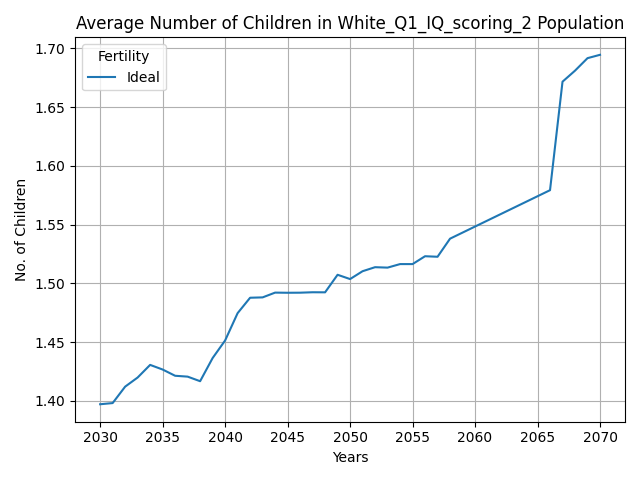 Average Number of Children in White_Q1_IQ_scoring_2 Population
Fertility
Ideal
No. of Children
1.70
1.65
1.60
1.55
1.50
1.45
1.40
2030 2035 2040 2045 2050 2055 2060 2065 2070
Years